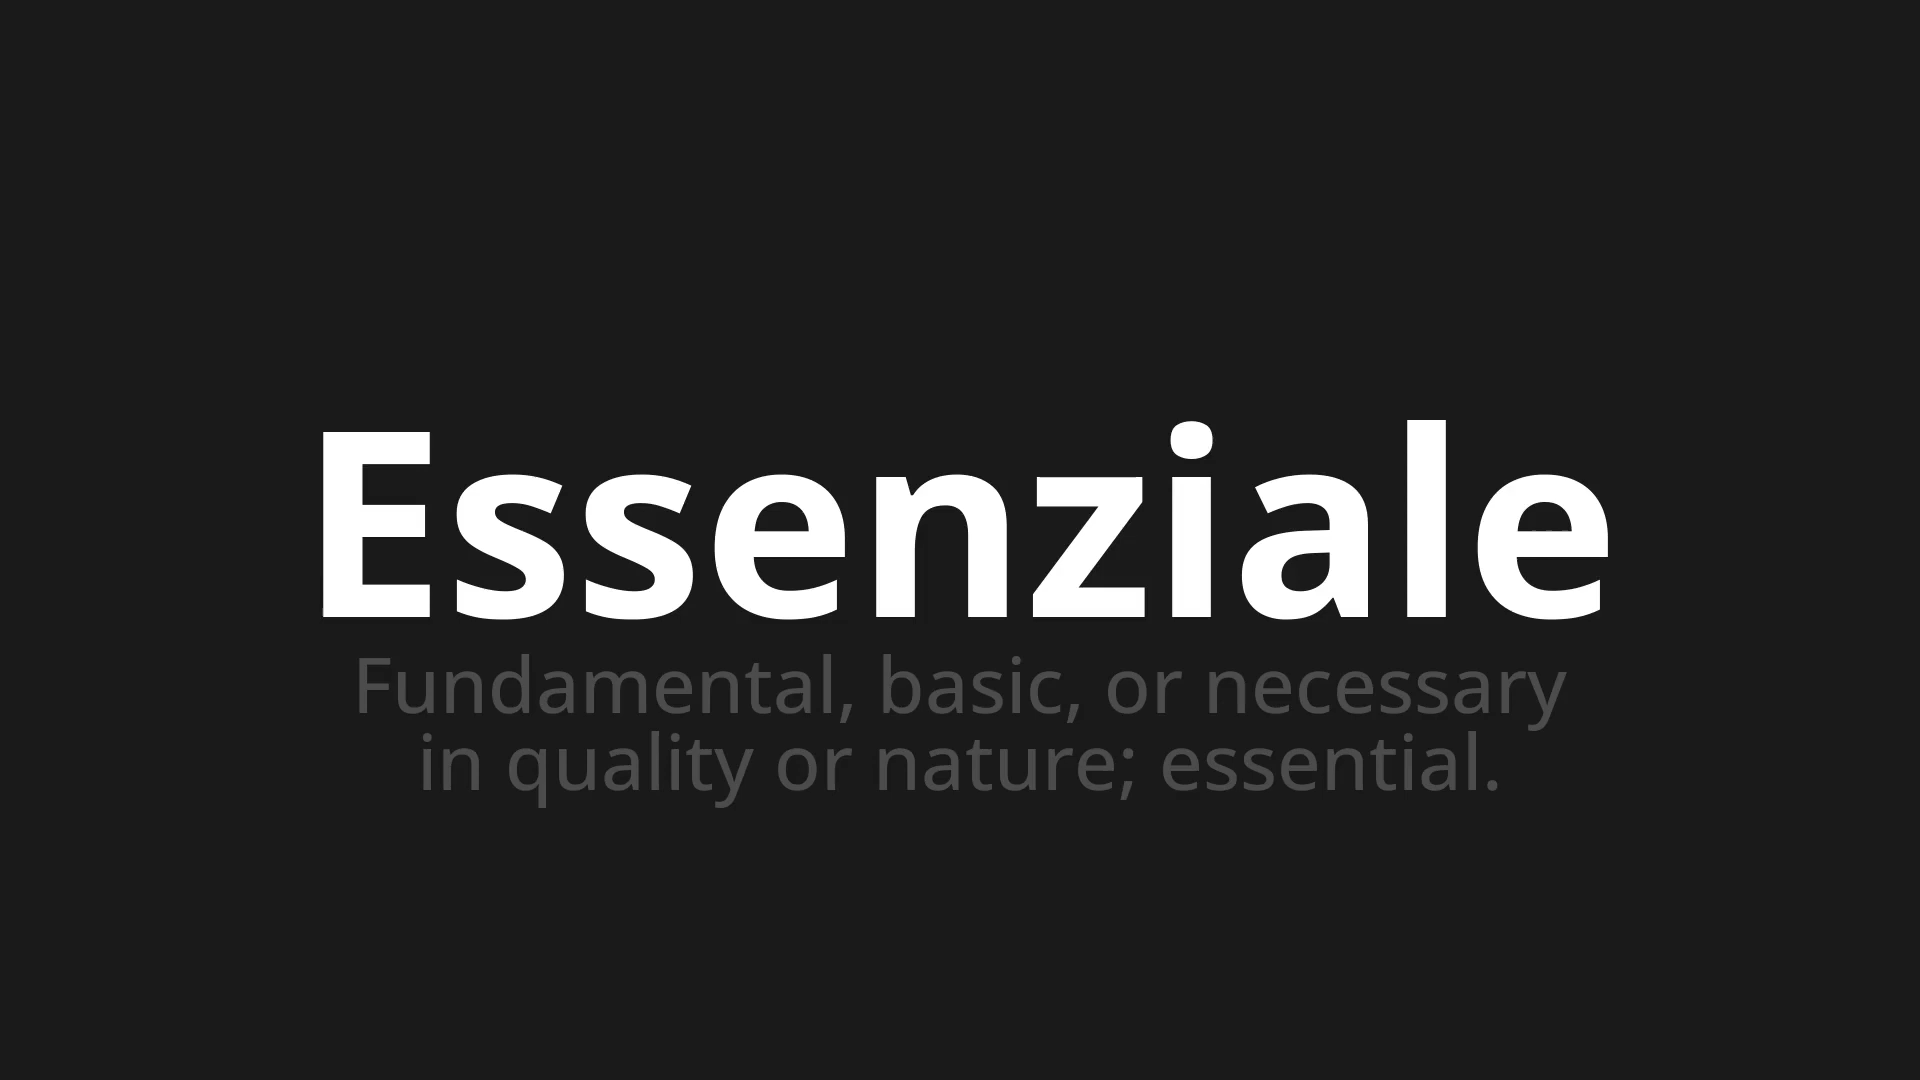 Essenziale
Fundamental, basic, or necessary
in quality or nature; essential.